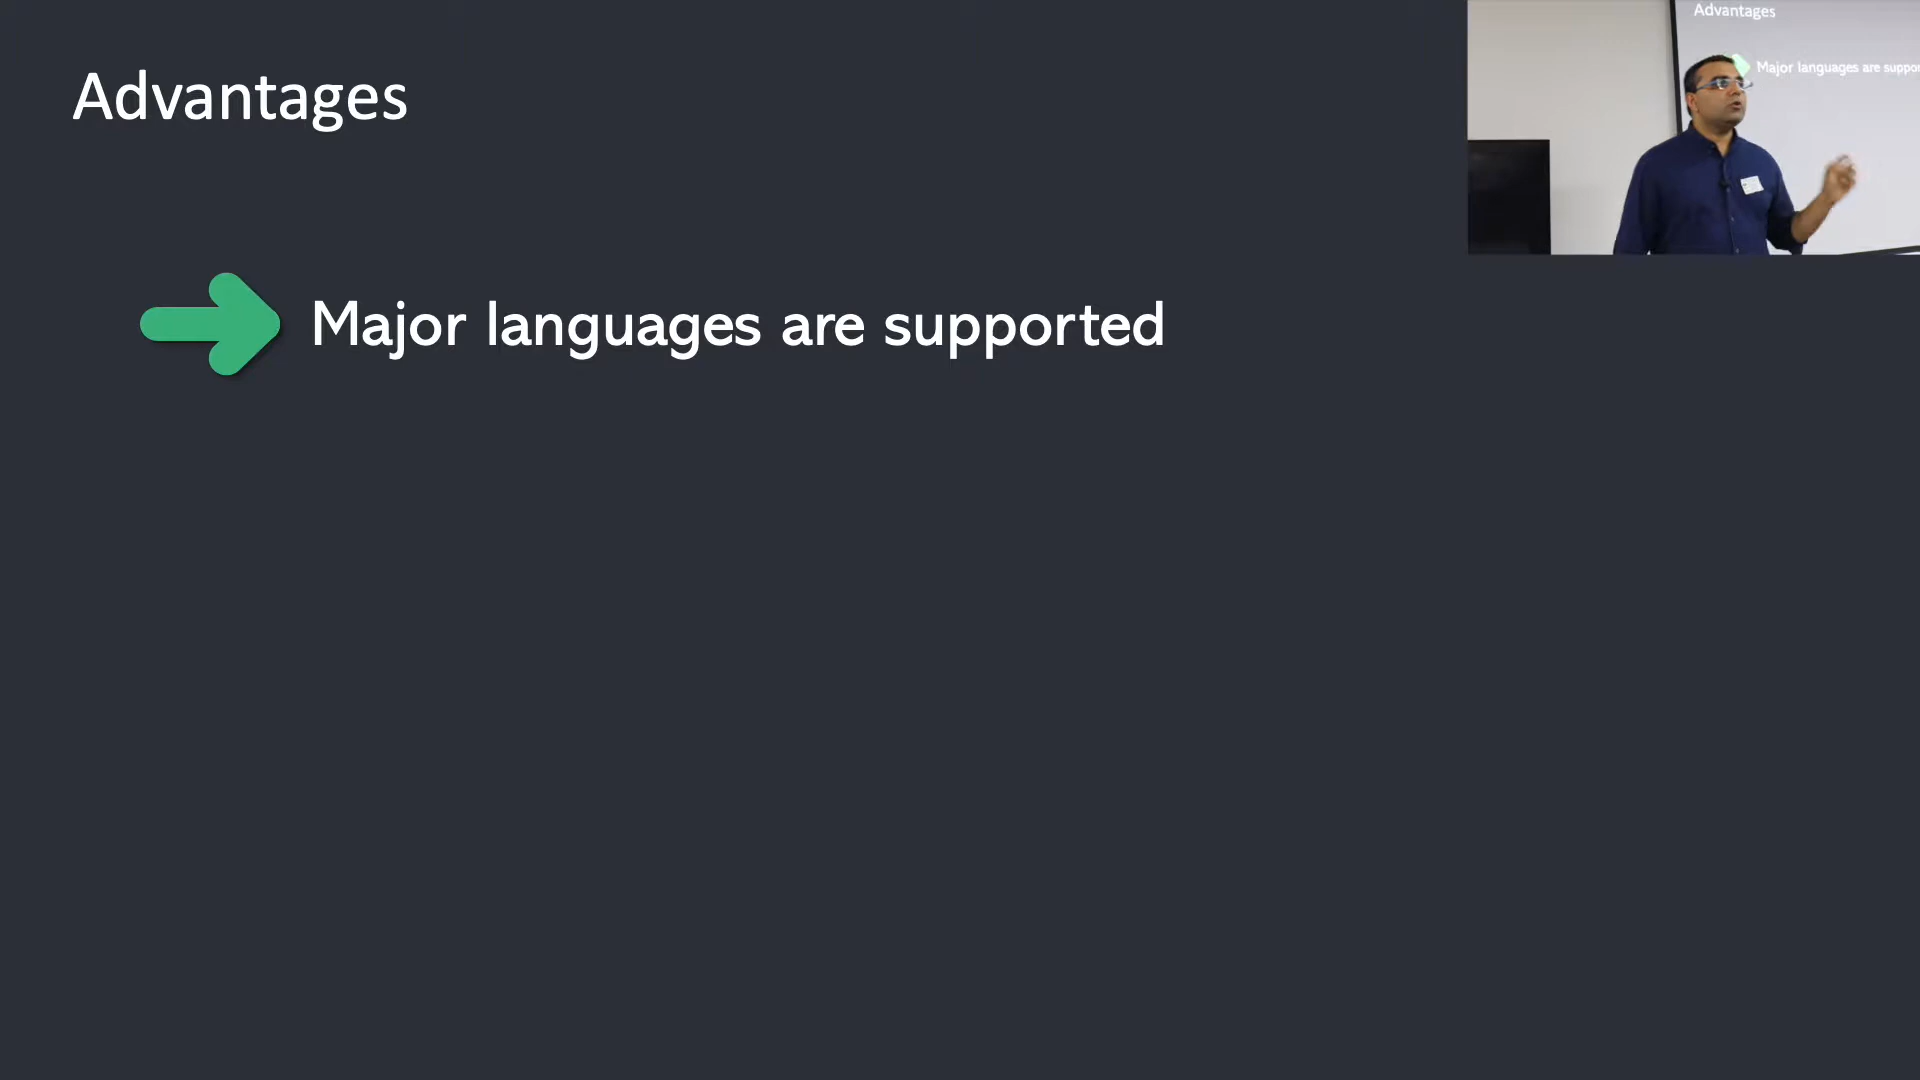 Advantages
Major languages are supported
Advantages
Major languages are suppor